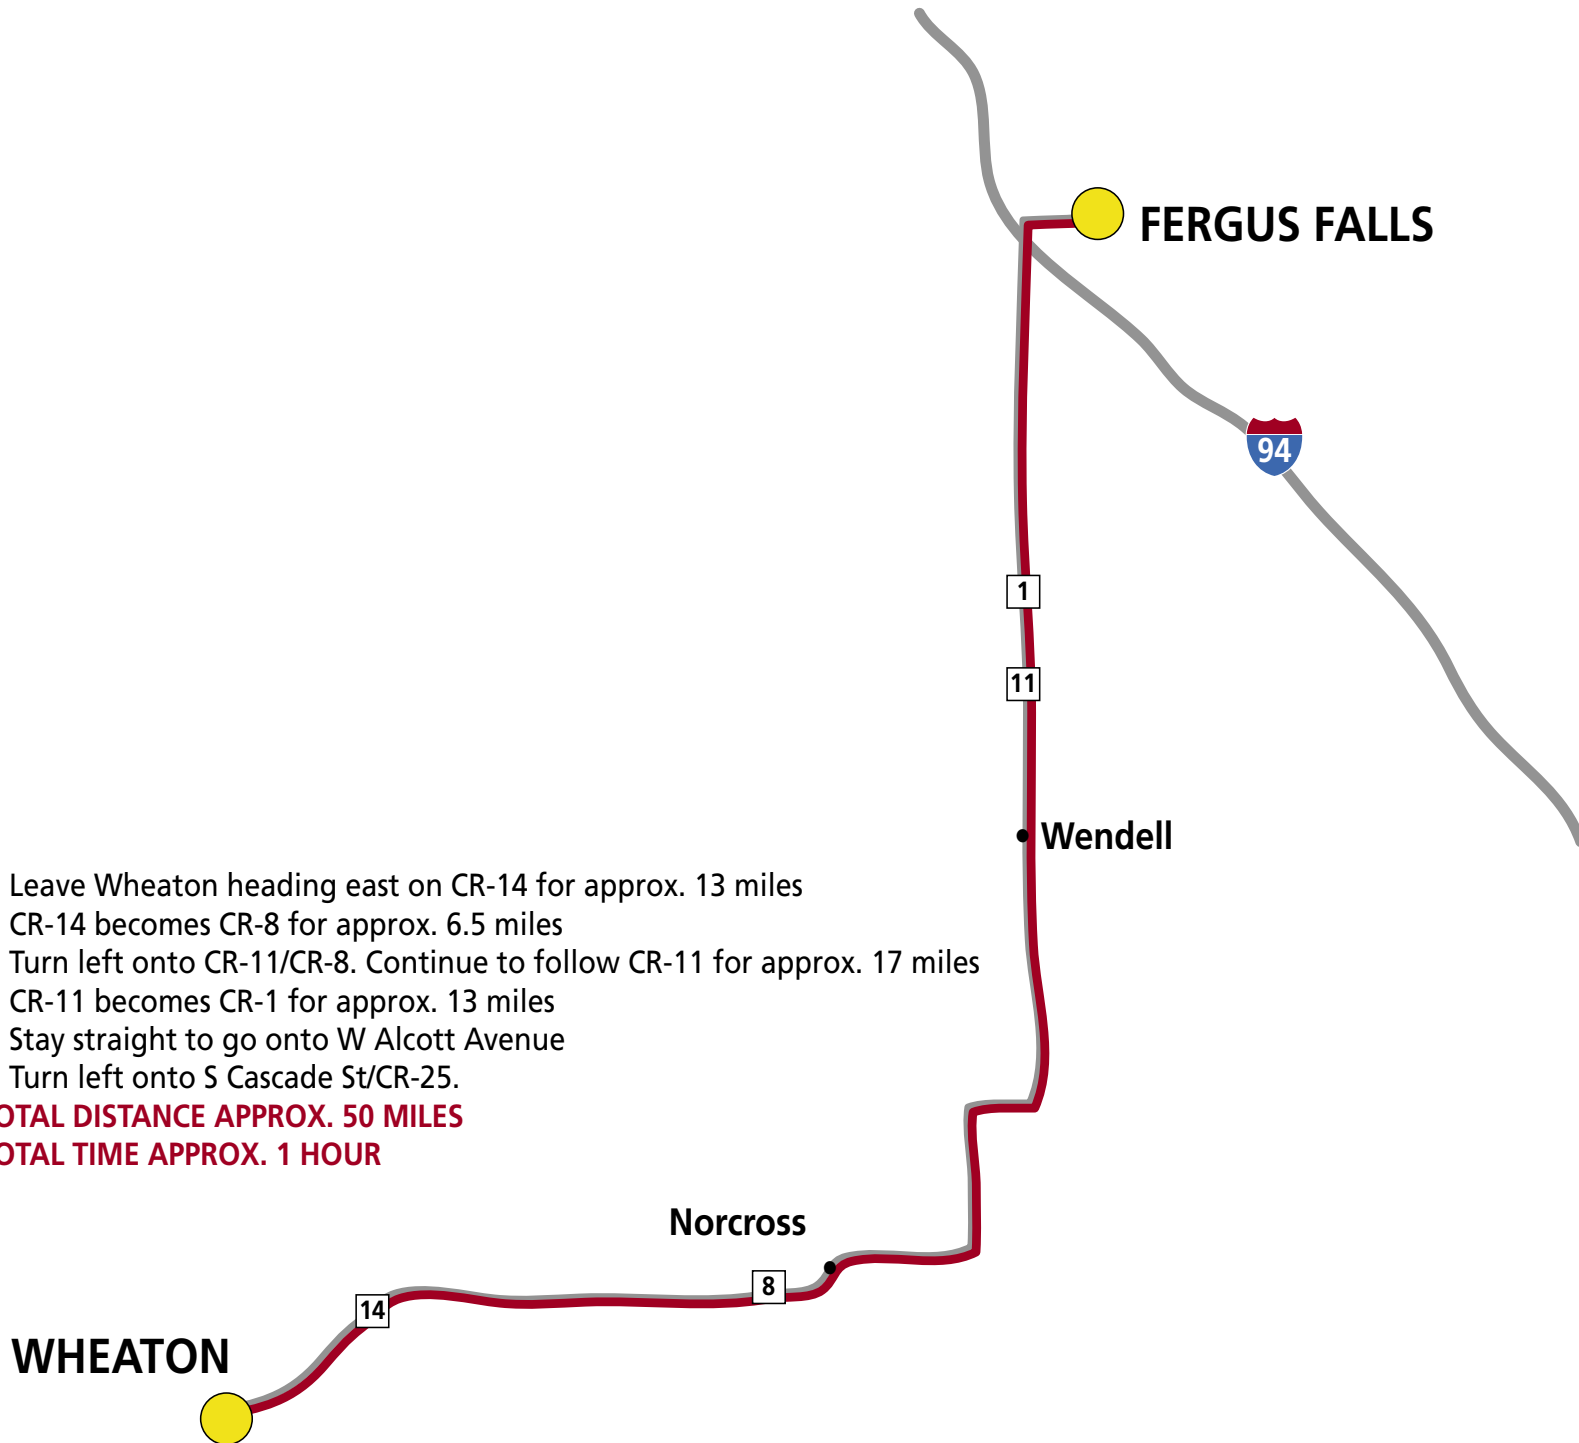 FERGUS FALLS
94
1
11
Wendell
Leave Wheaton heading east on CR-14 for approx. 13 miles
CR-14 becomes CR-8 for approx. 6.5 miles
Turn left onto CR-11/CR-8. Continue to follow CR-11 for approx. 17 miles
CR-11 becomes CR-1 for approx. 13 miles
Stay straight to go onto W Alcott Avenue
Turn left onto S Cascade St/CR-25.
OTAL DISTANCE APPROX. 50 MILES
OTAL TIME APPROX. 1 HOUR
Norcross
8
14
WHEATON